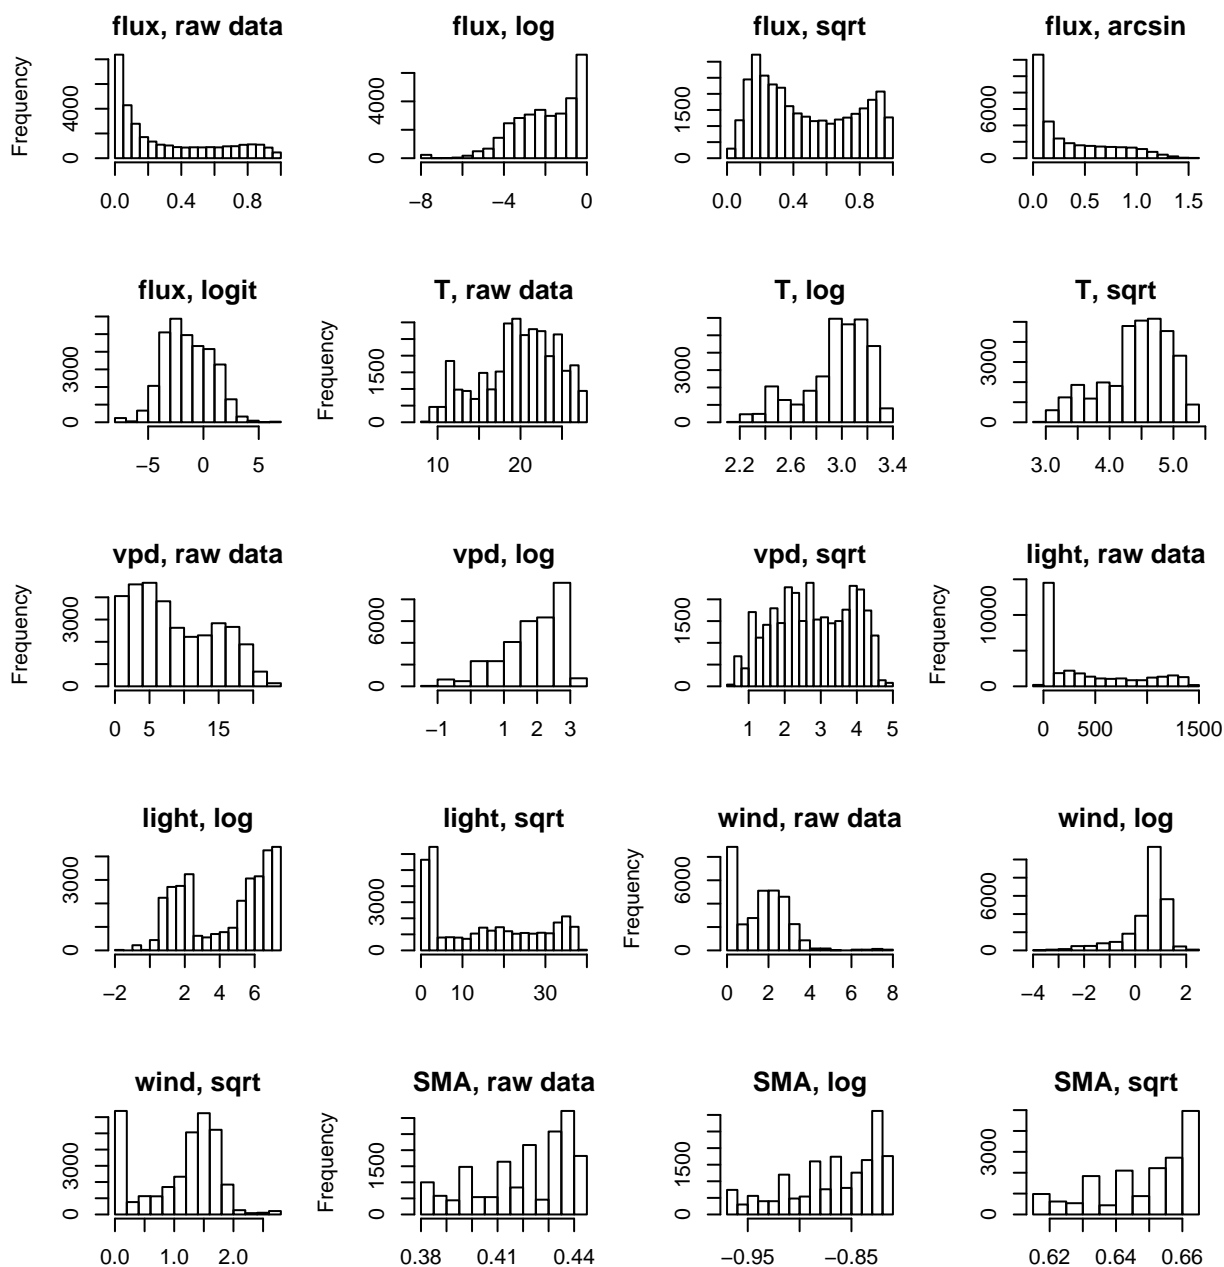 flux, raw data flux, log flux, sqrt flux, arcsin
Frequency
0 4000
0 4000
0 1500
0 6000
0.0 0.4 0.8
−8 −4 0
0.0 0.4 0.8
0.0 0.5 1.0 1.5
flux, logit T, raw data T, log T, sqrt
Frequency
0 3000
0 1500
0 3000
0 3000
−5 0 5
10 20
2.2 2.6 3.0 3.4
3.0 4.0 5.0
vpd, raw data vpd, log vpd, sqrt light, raw data
Frequency
Frequency
0 3000
0 6000
0 1500
0 10000
0 5 15
−1 1 2 3
1 2 3 4 5
0 500 1500
light, log light, sqrt wind, raw data wind, log
Frequency
0 3000
0 3000
0 6000
0 6000
−2 2 4 6
0 10 30
0 2 4 6 8
−4 −2 0 2
wind, sqrt SMA, raw data SMA, log SMA, sqrt
Frequency
0 3000
0 1500
0 1500
0 3000
0.0 1.0 2.0
0.38 0.41 0.44
−0.95 −0.85
0.62 0.64 0.66